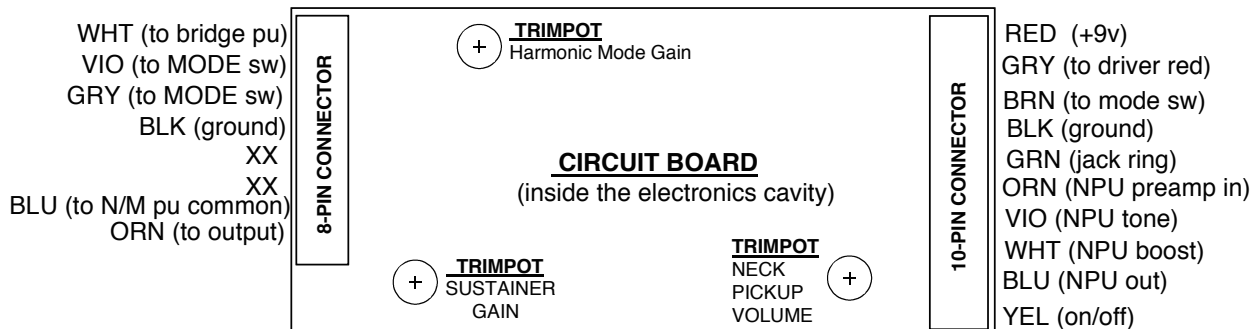 WHT (to bridge pu)
VIO (to MODE sw)
GRY (to MODE sw)
BLK (ground)
XX
XX
BLU (to N/M pu common)
ORN (to output)
8-PIN CONNECTOR
TRIMPOT
Harmonic Mode Gain
CIRCUIT BOARD
(inside the electronics cavity)
TRIMPOT
SUSTAINER
GAIN
TRIMPOT
NECK
PICKUP
VOLUME
10-PIN CONNECTOR
RED (+9v)
GRY (to driver red)
BRN (to mode sw)
BLK (ground)
GRN (jack ring)
ORN (NPU preamp in)
VIO (NPU tone)
WHT (NPU boost)
BLU (NPU out)
YEL (on/off)